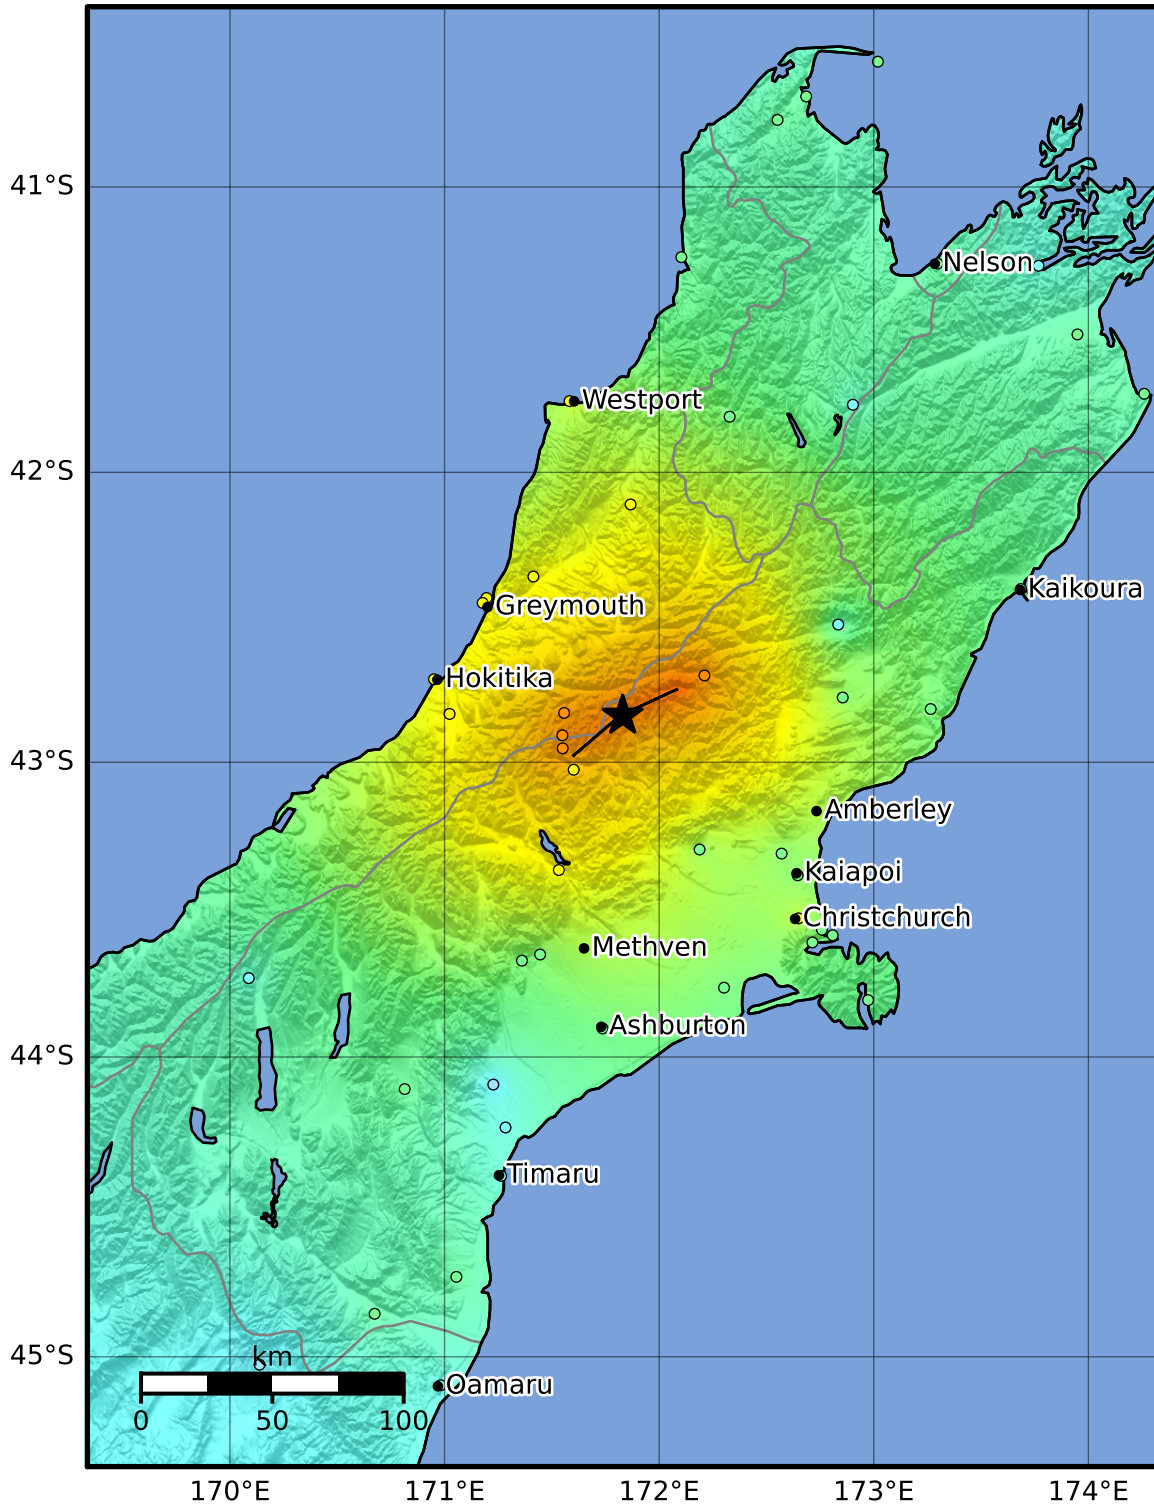 41°S
Nelson
Westport
42°S
Kaikoura
Greymouth
Hokitika
43°S
Amberley
Kaiapoi
Christchurch
Methven
Ashburton
44°S
Timaru
45°S
km
Oamaru
0 50 100
170°E 171°E 172°E 173°E 174°E